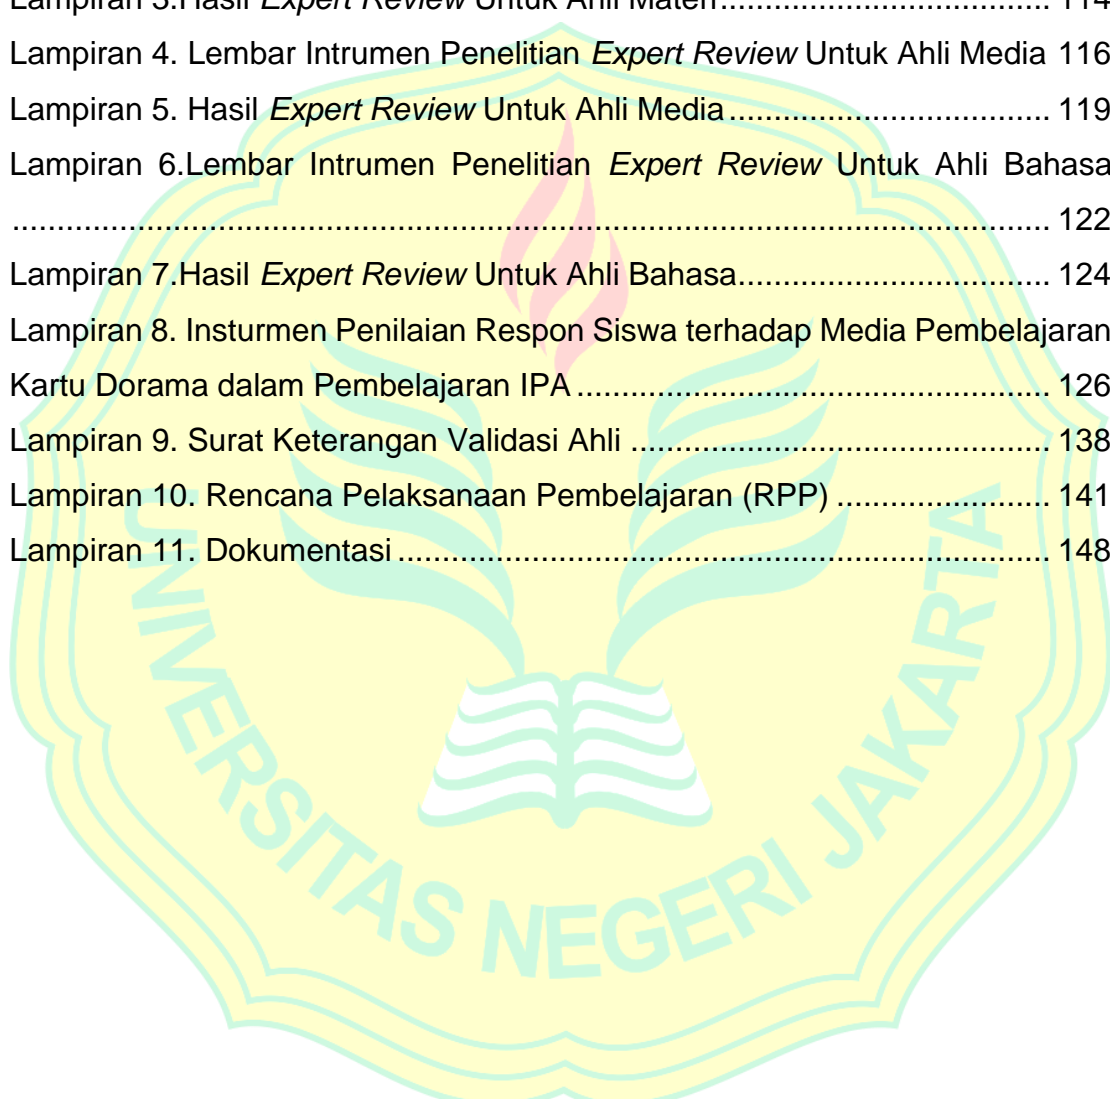 Lampiran 3.Hasil Expert Review Untuk Ahli Materi..................................... 114
Lampiran 4. Lembar Intrumen Penelitian Expert Review Untuk Ahli Media 116
Lampiran 5. Hasil Expert Review Untuk Ahli Media.................................... 119
Lampiran 6.Lembar Intrumen Penelitian Expert Review Untuk Ahli Bahasa
.................................................................................................................... 122
Lampiran 7.Hasil Expert Review Untuk Ahli Bahasa................................... 124
Lampiran 8. Insturmen Penilaian Respon Siswa terhadap Media Pembelajaran
Kartu Dorama dalam Pembelajaran IPA ..................................................... 126
Lampiran 9. Surat Keterangan Validasi Ahli ............................................... 138
Lampiran 10. Rencana Pelaksanaan Pembelajaran (RPP) ........................ 141
Lampiran 11. Dokumentasi ......................................................................... 148
UNIVERSITAS NEGERI JAKARTA